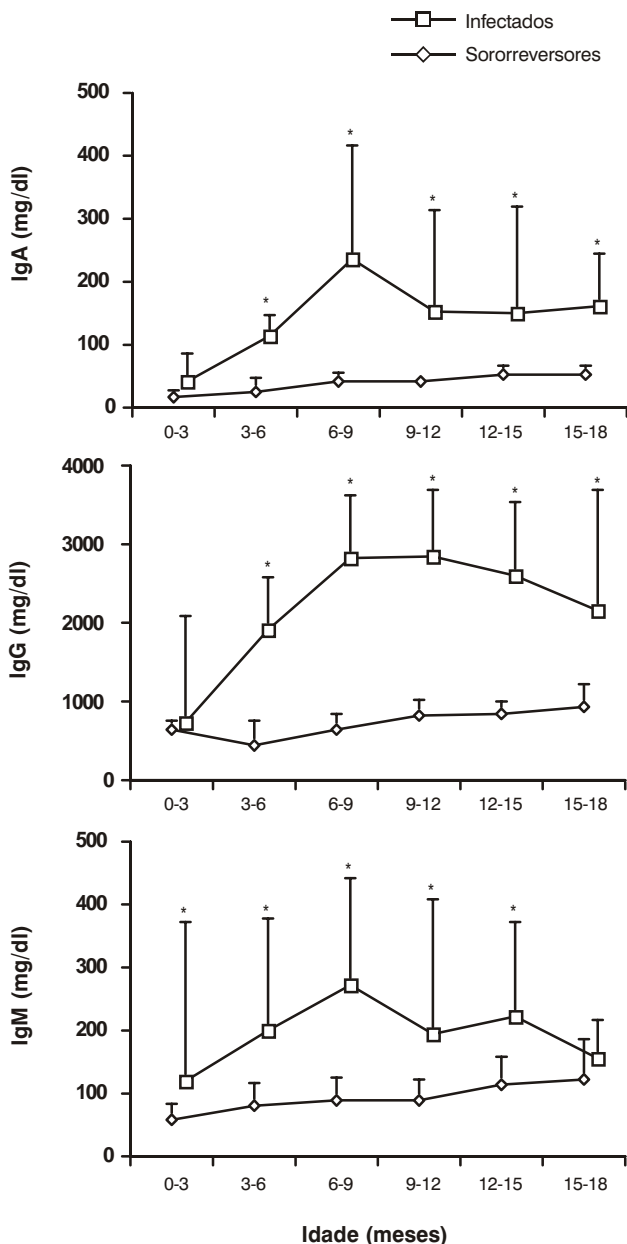 Infectados
Sororreversores
IgA (mg/dl)
500
400
300
200
100
0
* * * * *
0-3 3-6 6-9 9-12 12-15 15-18
IgG (mg/dl)
4000
3000
2000
1000
0
* * * * *
0-3 3-6 6-9 9-12 12-15 15-18
IgM (mg/dl)
500
400
300
200
100
0
* * * * *
0-3 3-6 6-9 9-12 12-15 15-18
Idade (meses)